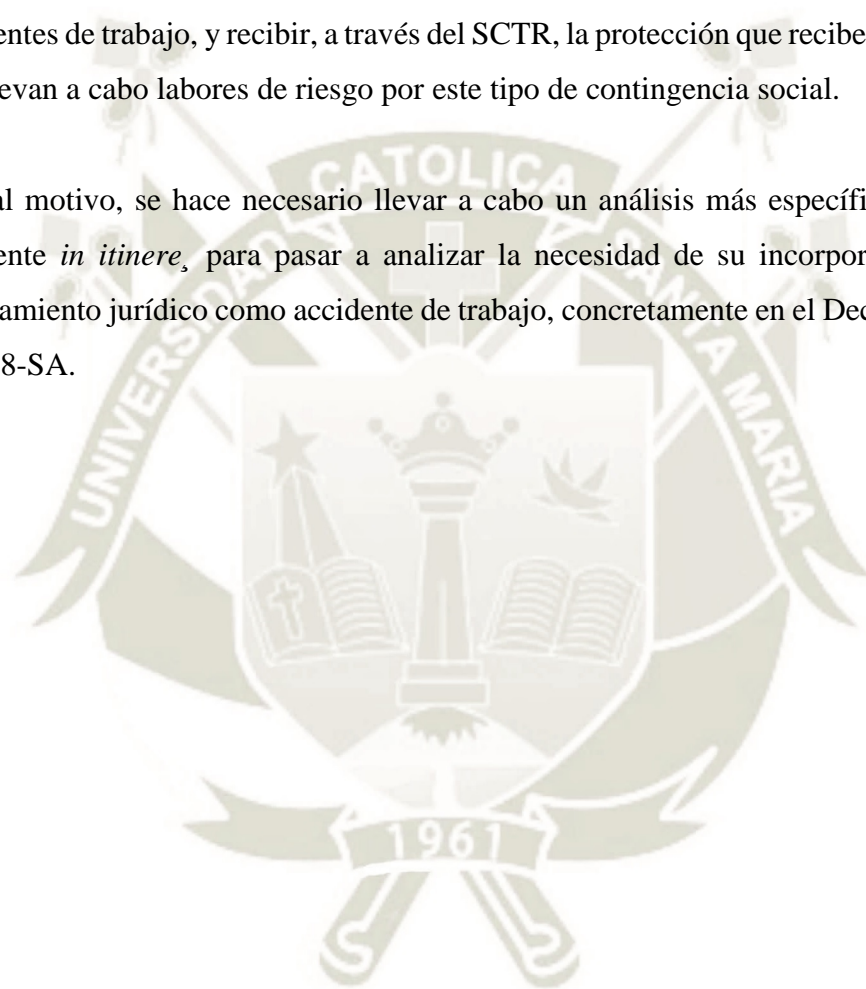 entes de trabajo, y recibir, a través del SCTR, la protección que recibe
evan a cabo labores de riesgo por este tipo de contingencia social.
al motivo, se hace necesario llevar a cabo un análisis más específi
ente in itinere¸ para pasar a analizar la necesidad de su incorpor
amiento jurídico como accidente de trabajo, concretamente en el Dec
8-SA.
UNIVERSIDAD CATOLICA SANTA MARIA
1961